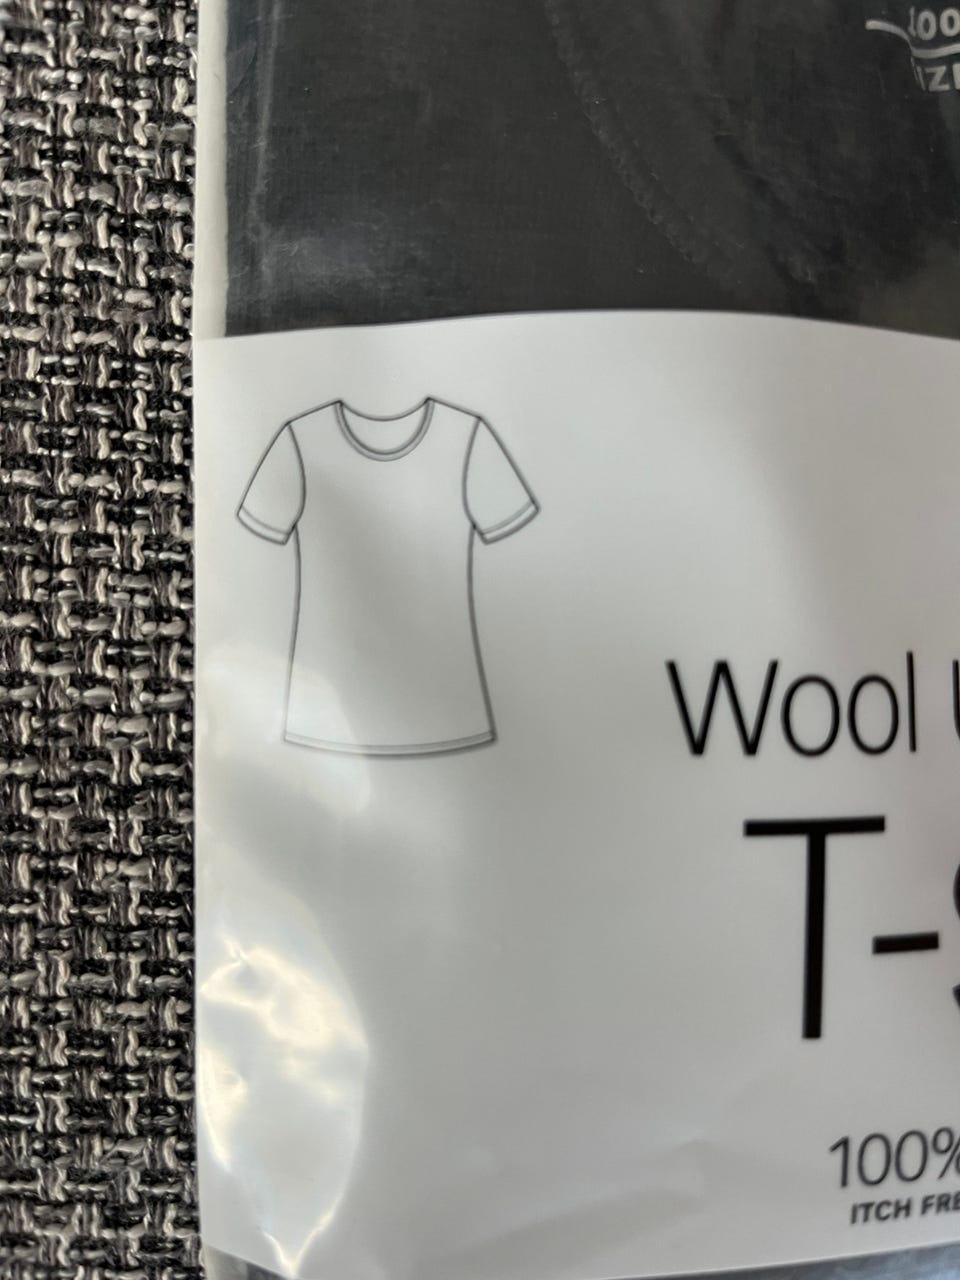 Wool
T-
100%
ITCH FRE